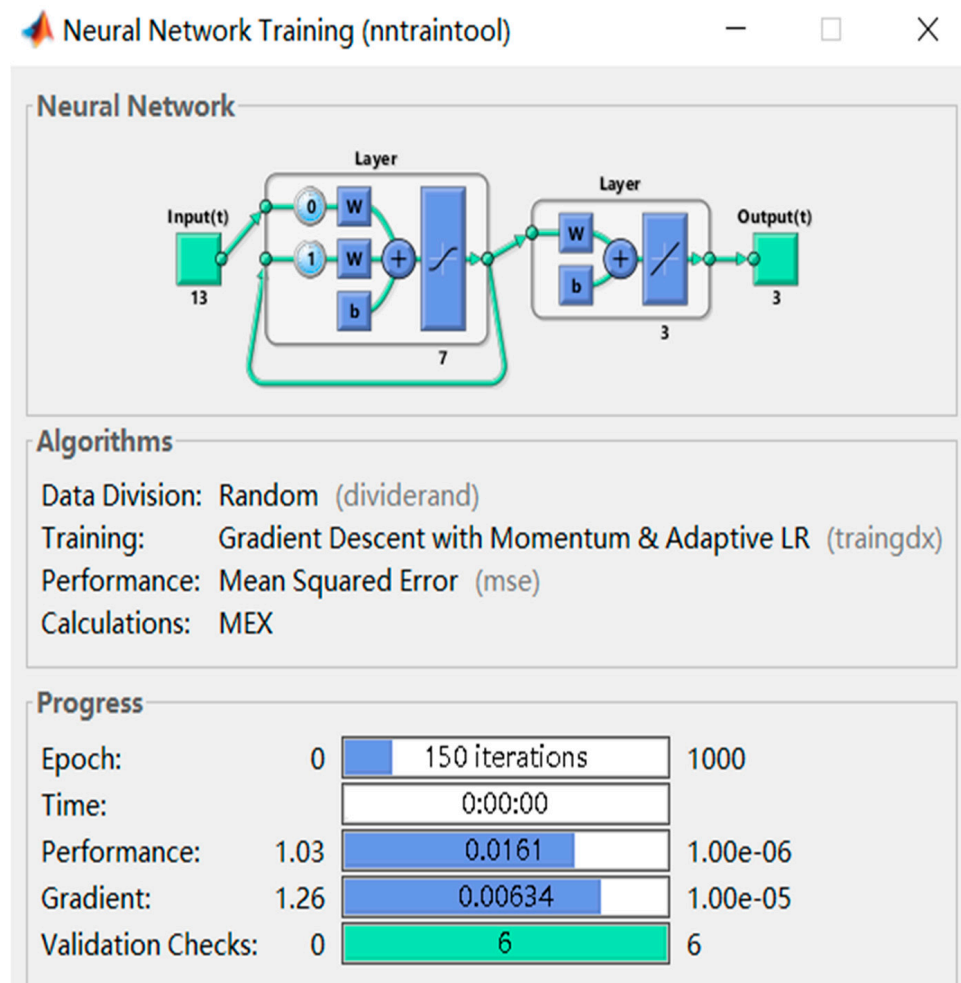 Neural Network Training (nntraintool)
Neural Network
Layer
Layer
Input(t)
Output(t)
0 W
1 W
+
b
W
b
+
13
7
3
3
Algorithms
Data Division: Random (dividerand)
Training: Gradient Descent with Momentum & Adaptive LR (traingdx)
Performance: Mean Squared Error (mse)
Calculations: MEX
Progress
Epoch: 0 150 iterations 1000
Time: 0:00:00
Performance: 1.03 0.0161 1.00e-06
Gradient: 1.26 0.00634 1.00e-05
Validation Checks: 0 6 6